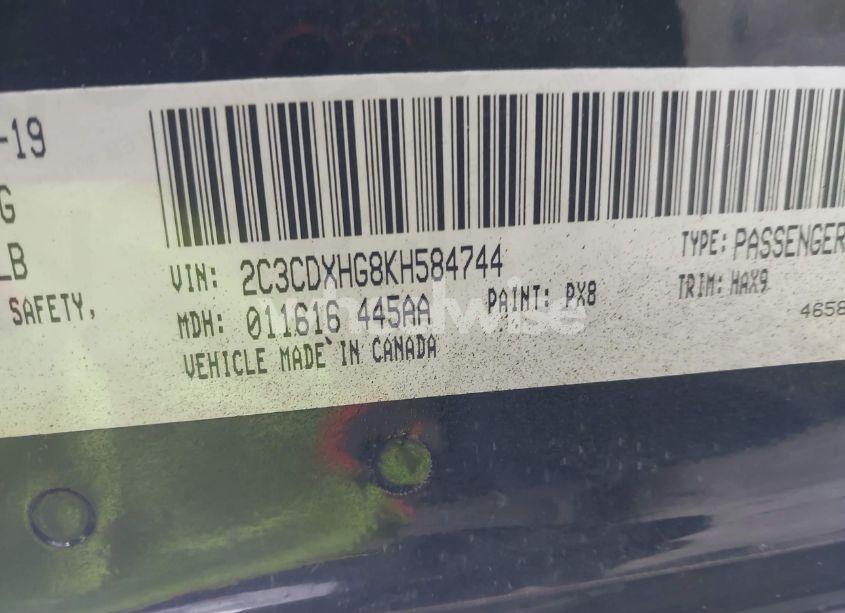 -19
G
LB
SAFETY,
VIN: 2C3CDXHG8KH584744
TYPE: PASSENGER
MDH: 011616 445AA
PAINT: PX8
TRIM: HAX9
VEHICLE MADE IN CANADA
4658